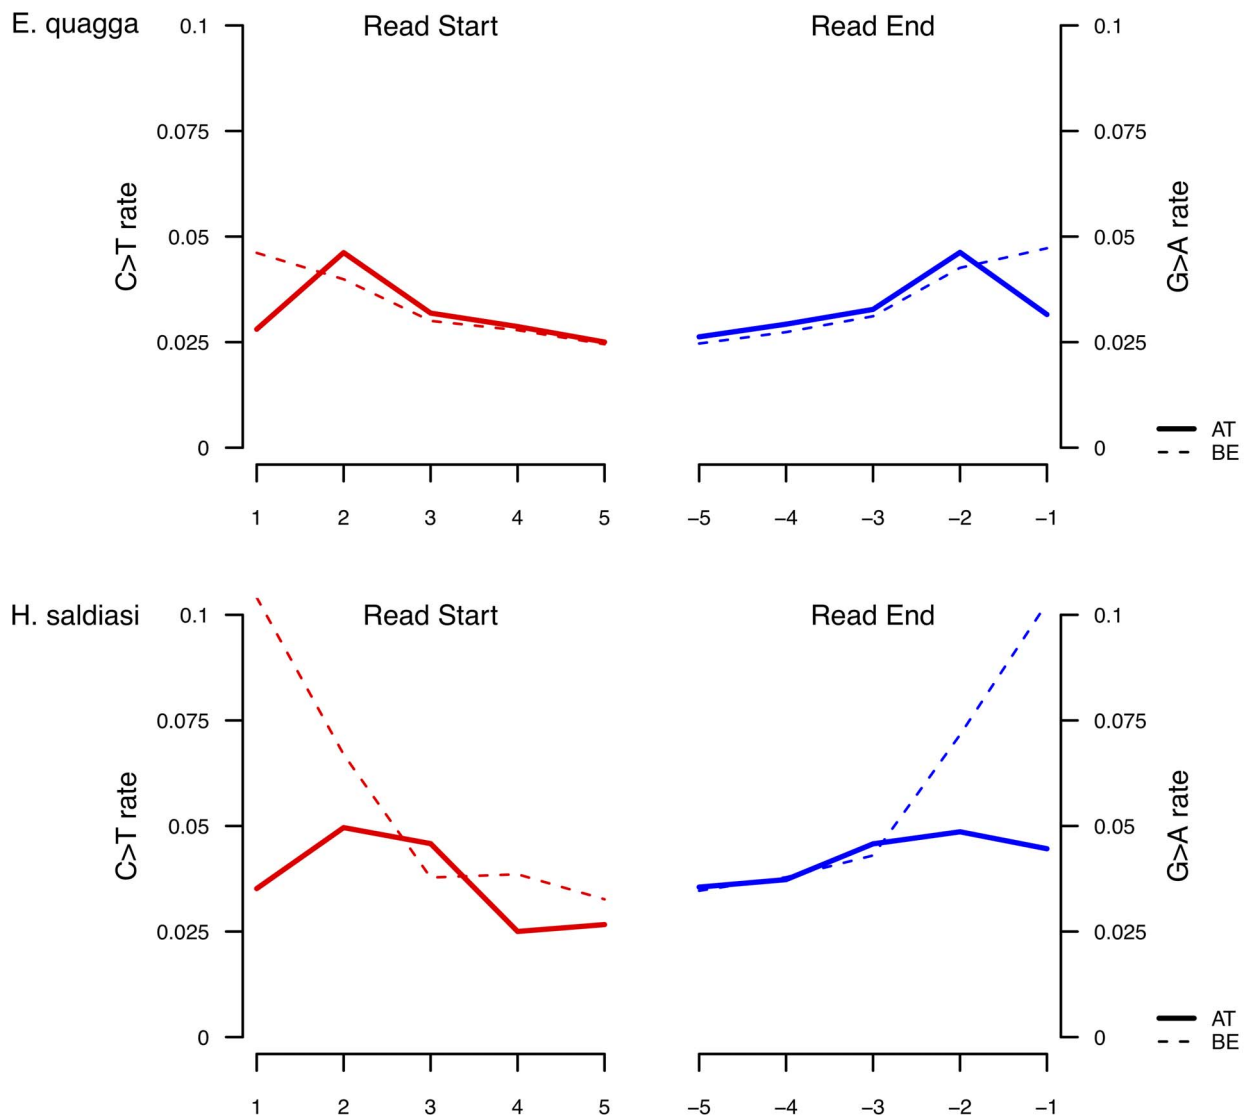 E. quagga
Read Start
Read End
0.1
0.075
0.05
0.025
0
C>T rate
0.1
0.075
0.05
0.025
0
G>A rate
AT
BE
1 2 3 4 5
−5 −4 −3 −2 −1
H. saldiasi
Read Start
Read End
0.1
0.075
0.05
0.025
0
C>T rate
0.1
0.075
0.05
0.025
0
G>A rate
AT
BE
1 2 3 4 5
−5 −4 −3 −2 −1